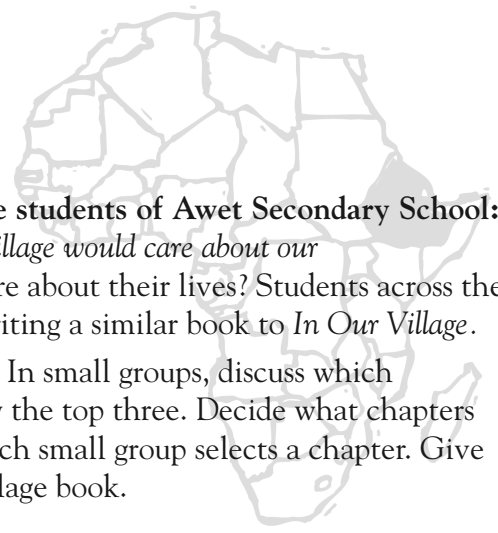 e students of Awet Secondary School:
illage would care about our
re about their lives? Students across the
riting a similar book to In Our Village.
In small groups, discuss which
y the top three. Decide what chapters
ch small group selects a chapter. Give
lage book.